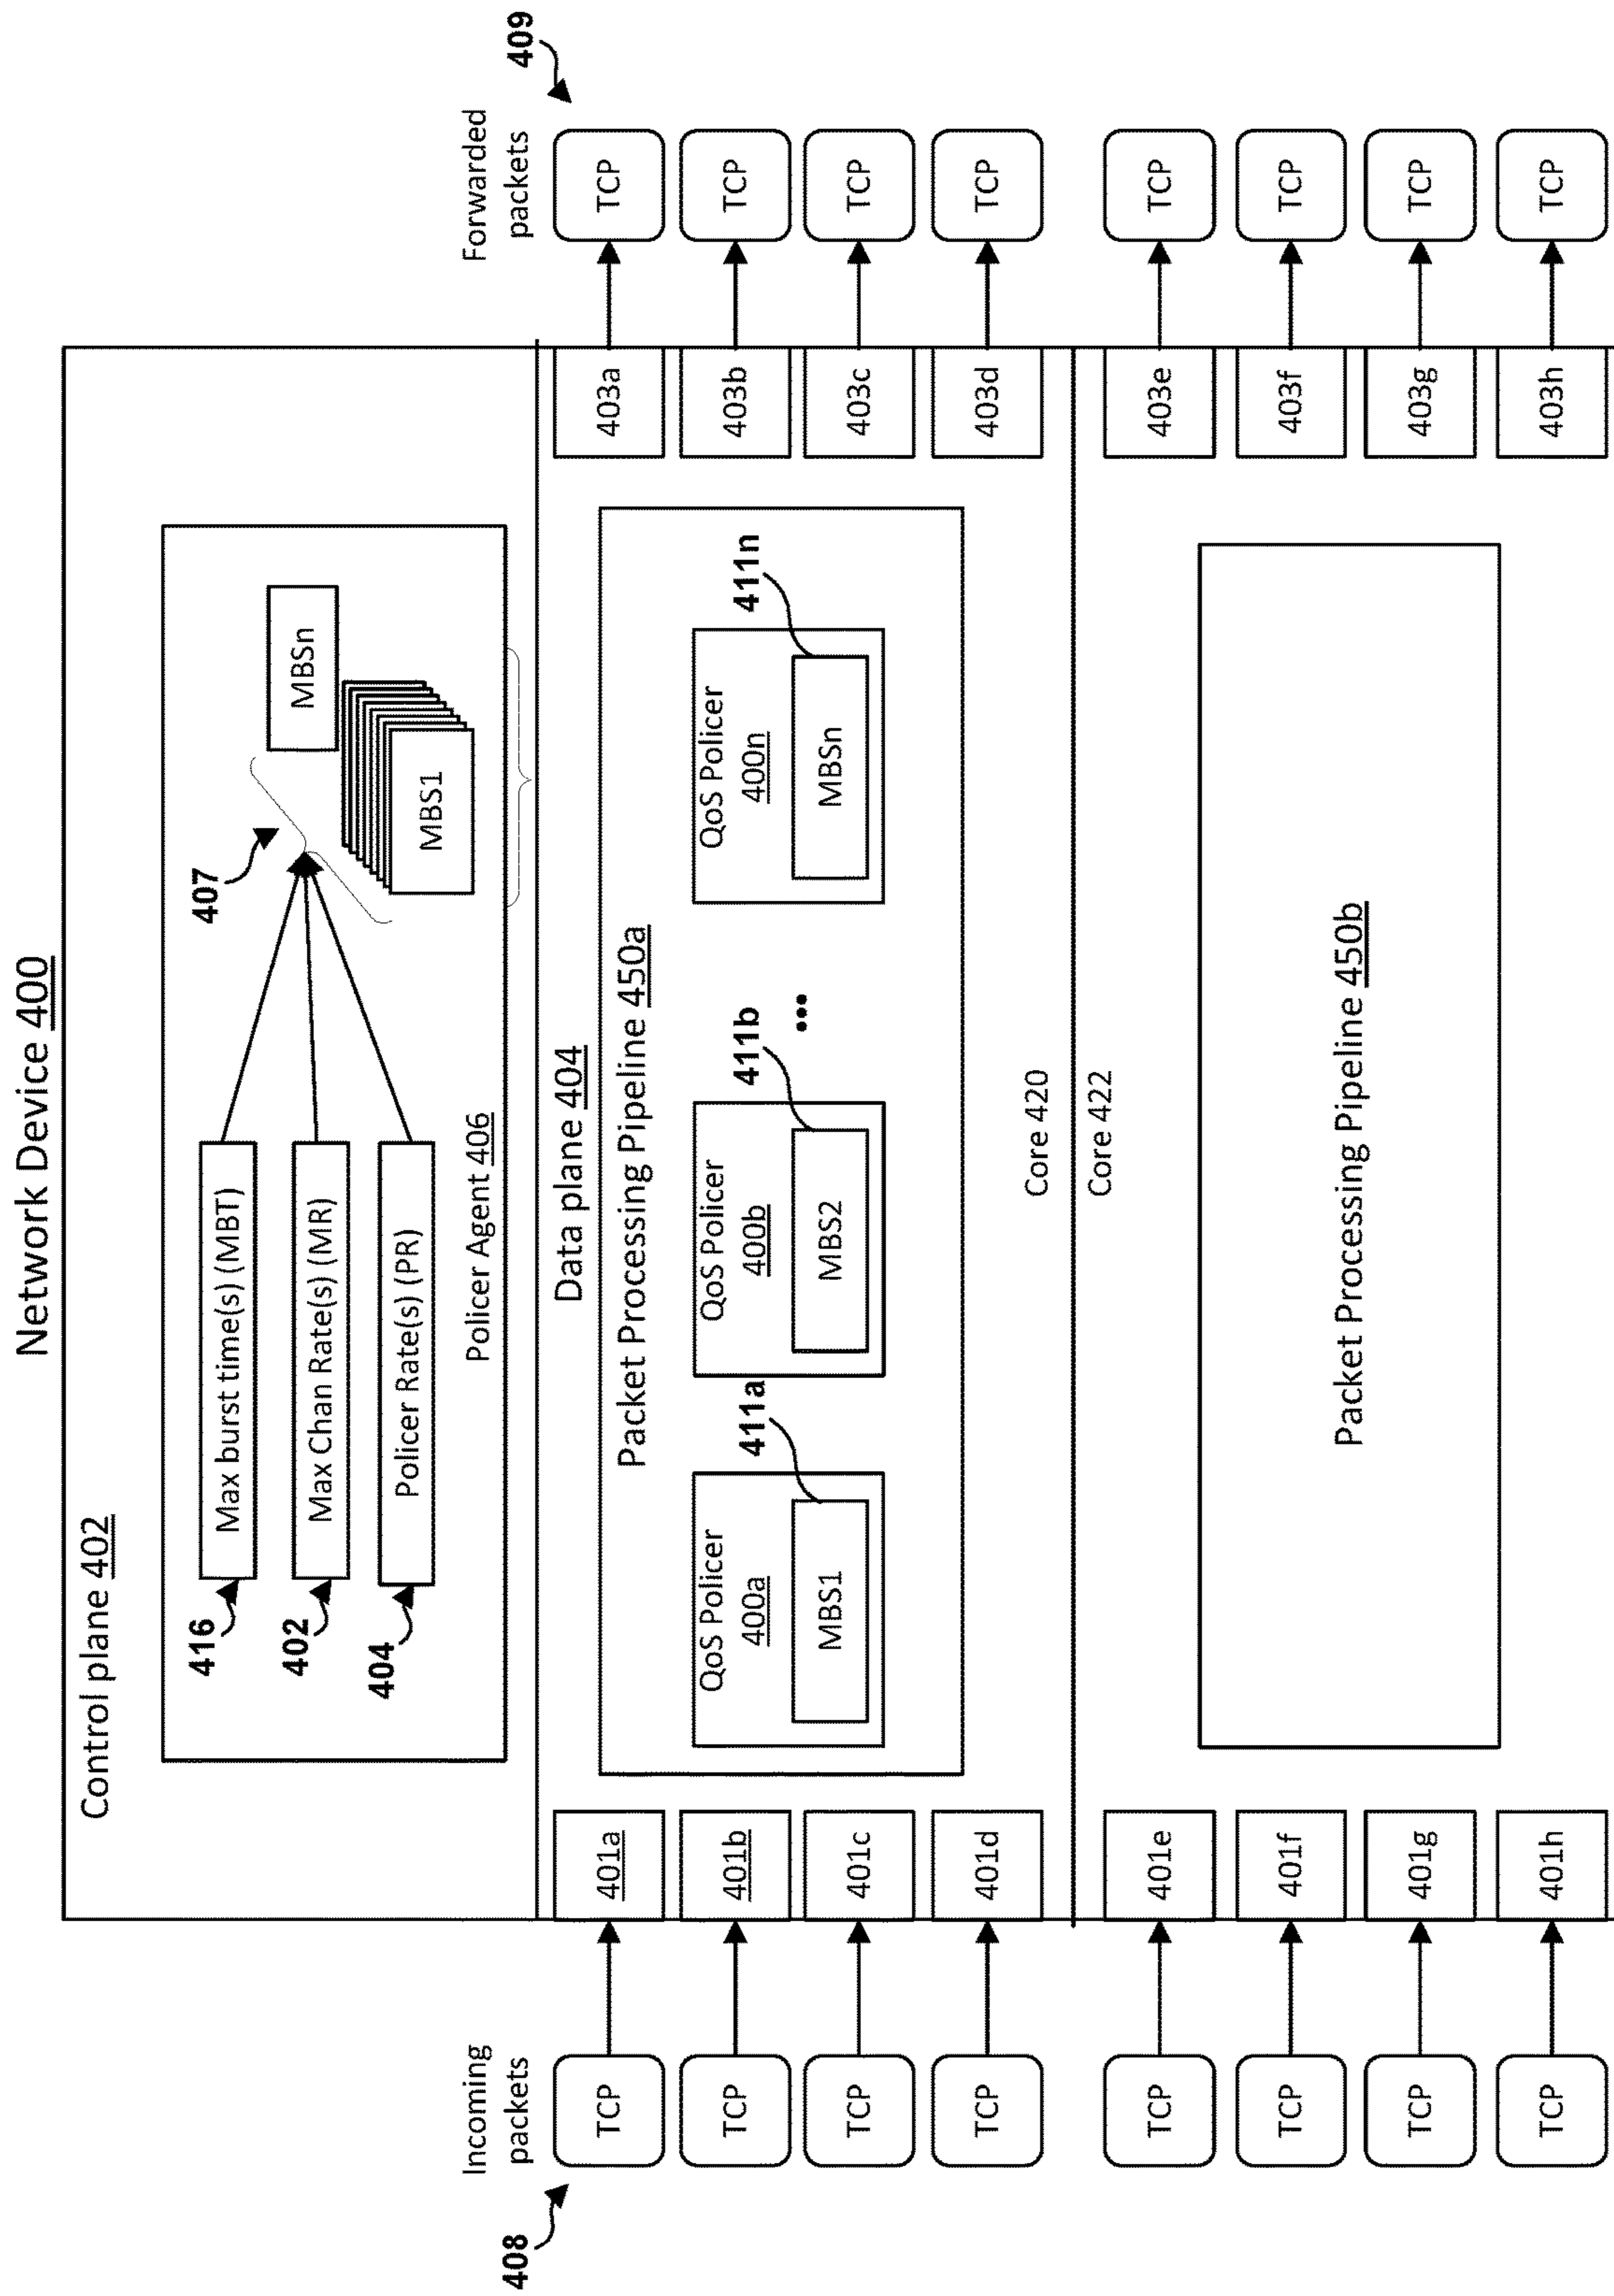 Network Device 400
Control plane 402
416
Max burst time(s) (MBT)
402
Max Chan Rate(s) (MR)
404
Policer Rate(s) (PR)
407
MBSn
MBS1
Policer Agent 406
Incoming
packets
408
Forwarded
packets
409
Data plane 404
Packet Processing Pipeline 450a
QoS Policer
400a
411a
MBS1
QoS Policer
400b
411b
MBS2
•••
QoS Policer
400n
411n
MBSn
TCP
401a
403a
TCP
TCP
401b
403b
TCP
TCP
401c
403c
TCP
TCP
401d
403d
TCP
Core 420
Core 422
Packet Processing Pipeline 450b
TCP
401e
403e
TCP
TCP
401f
403f
TCP
TCP
401g
403g
TCP
TCP
401h
403h
TCP